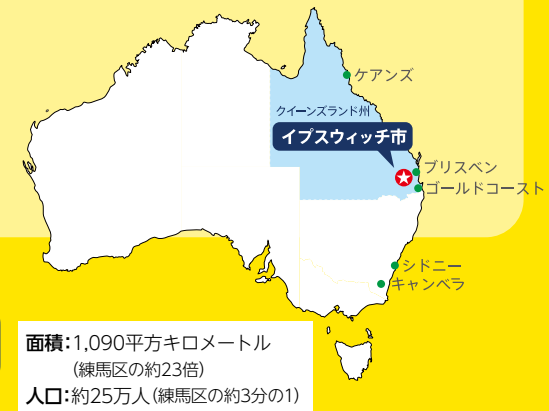 ケアンズ
クイーンズランド州
イプスウィッチ市
ブリスベン
ゴールドコースト
シドニー
キャンベラ
面積:1,090平方キロメートル
(練馬区の約23倍)
人口:約25万人(練馬区の約3分の1)